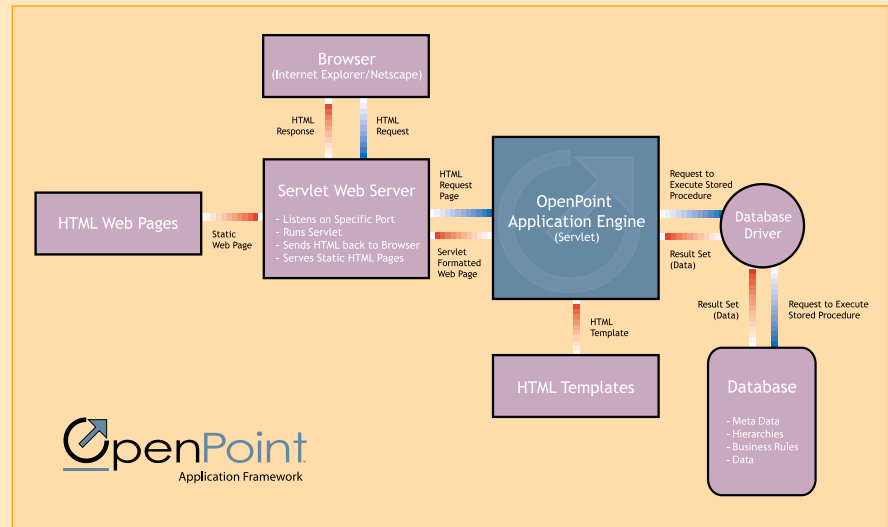 Browser
(Internet Explorer/Netscape)
HTML
Response
HTML
Request
Servlet Web Server
- Listens on Specific Port
- Runs Servlet
- Sends HTML back to Browser
- Serves Static HTML Pages
HTML Web Pages
Static
Web Page
HTML
Request
Page
Servlet
Formatted
Web Page
OpenPoint
Application Engine
(Servlet)
Request to
Execute Stored
Procedure
Result Set
(Data)
Database
Driver
Result Set
(Data)
Request to Execute
Stored Procedure
HTML
Template
HTML Templates
Database
- Meta Data
- Hierarchies
- Business Rules
- Data
OpenPoint
Application Framework